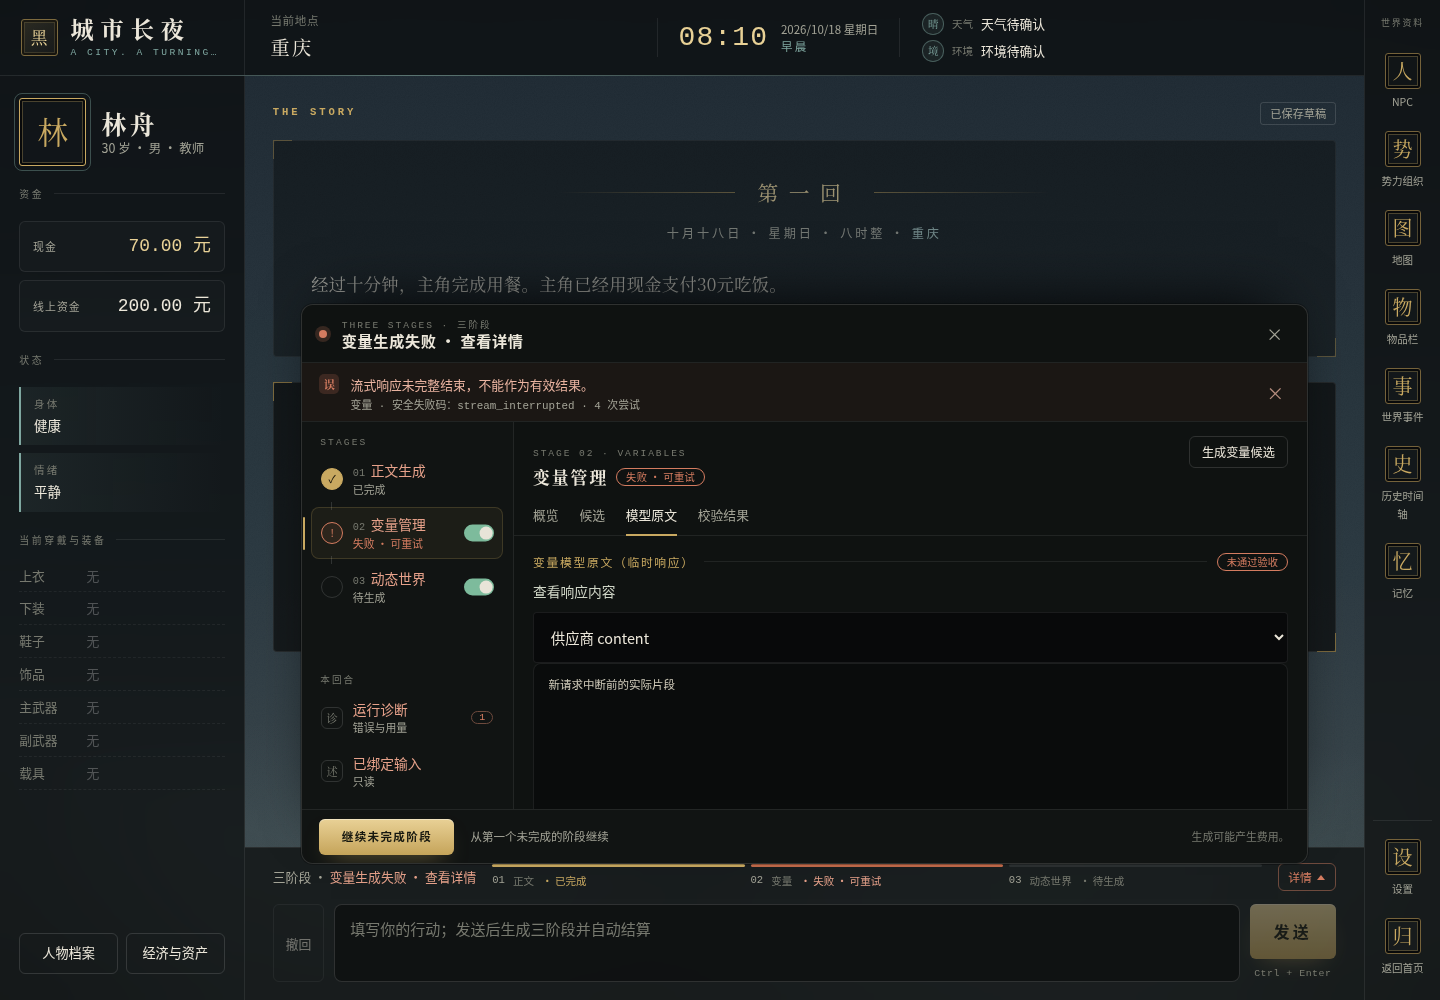 黑
城市长夜
A CITY. A TURNING…
当前地点
重庆
08:10
2026/10/18 星期日
早晨
晴 天气 天气待确认
境 环境 环境待确认
林
林舟
30 岁 • 男 • 教师
资金
现金 70.00 元
线上资金 200.00 元
状态
身体
健康
情绪
平静
当前穿戴与装备
上衣 无
下装 无
鞋子 无
饰品 无
主武器 无
副武器 无
载具 无
人物档案
经济与资产
THE STORY
已保存草稿
第一回
十月十八日 • 星期日 • 八时整 • 重庆
经过十分钟，主角完成用餐。主角已经用现金支付30元吃饭。
THREE STAGES · 三阶段
变量生成失败 • 查看详情
误
流式响应未完整结束，不能作为有效结果。
变量 · 安全失败码：stream_interrupted · 4 次尝试
STAGES
✓ 01 正文生成
已完成
! 02 变量管理
失败 • 可重试
03 动态世界
待生成
本回合
诊 运行诊断
错误与用量
1
述 已绑定输入
只读
STAGE 02 · VARIABLES
变量管理 失败 • 可重试
生成变量候选
概览 候选 模型原文 校验结果
变量模型原文（临时响应） 未通过验收
查看响应内容
供应商 content
新请求中断前的实际片段
继续未完成阶段 从第一个未完成的阶段继续 生成可能产生费用。
三阶段 • 变量生成失败 • 查看详情
01 正文 • 已完成
02 变量 • 失败 • 可重试
03 动态世界 • 待生成
详情
撤回
填写你的行动；发送后生成三阶段并自动结算
发送
Ctrl + Enter
世界资料
人
NPC
势
势力组织
图
地图
物
物品栏
事
世界事件
史
历史时间
轴
忆
记忆
设
设置
归
返回首页